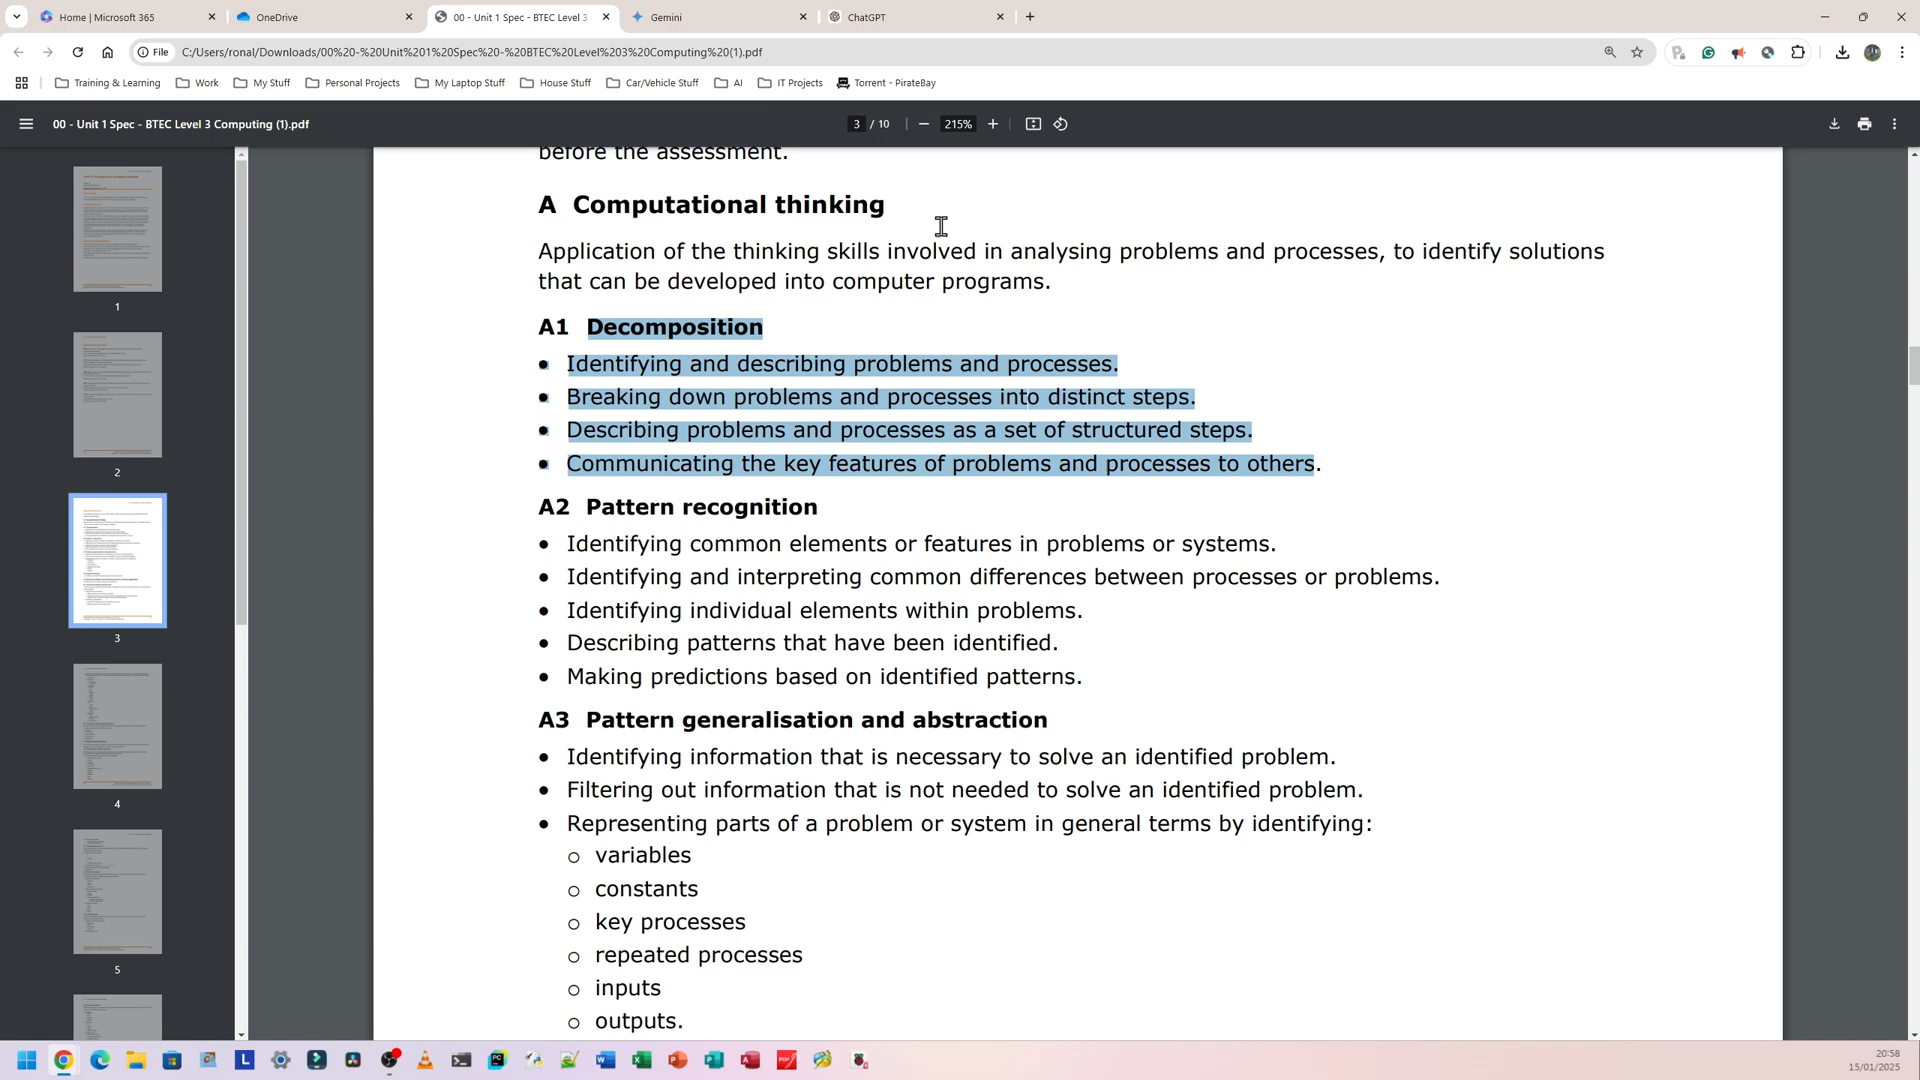 Home | Microsoft 365
OneDrive
00 - Unit 1 Spec - BTEC Level 3
Gemini
ChatGPT
File
C:/Users/ronal/Downloads/00%20-%20Unit%201%20Spec%20-%20BTEC%20Level%203%20Computing%20(1).pdf
Training & Learning
Work
My Stuff
Personal Projects
My Laptop Stuff
House Stuff
Car/Vehicle Stuff
AI
IT Projects
Torrent - PirateBay
00 - Unit 1 Spec - BTEC Level 3 Computing (1).pdf
3 / 10
215%
1
2
3
4
5
before the assessment.
A Computational thinking
Application of the thinking skills involved in analysing problems and processes, to identify solutions
that can be developed into computer programs.
A1 Decomposition
• Identifying and describing problems and processes.
• Breaking down problems and processes into distinct steps.
• Describing problems and processes as a set of structured steps.
• Communicating the key features of problems and processes to others.
A2 Pattern recognition
• Identifying common elements or features in problems or systems.
• Identifying and interpreting common differences between processes or problems.
• Identifying individual elements within problems.
• Describing patterns that have been identified.
• Making predictions based on identified patterns.
A3 Pattern generalisation and abstraction
• Identifying information that is necessary to solve an identified problem.
• Filtering out information that is not needed to solve an identified problem.
• Representing parts of a problem or system in general terms by identifying:
o variables
o constants
o key processes
o repeated processes
o inputs
o outputs.
20:58
15/01/2025